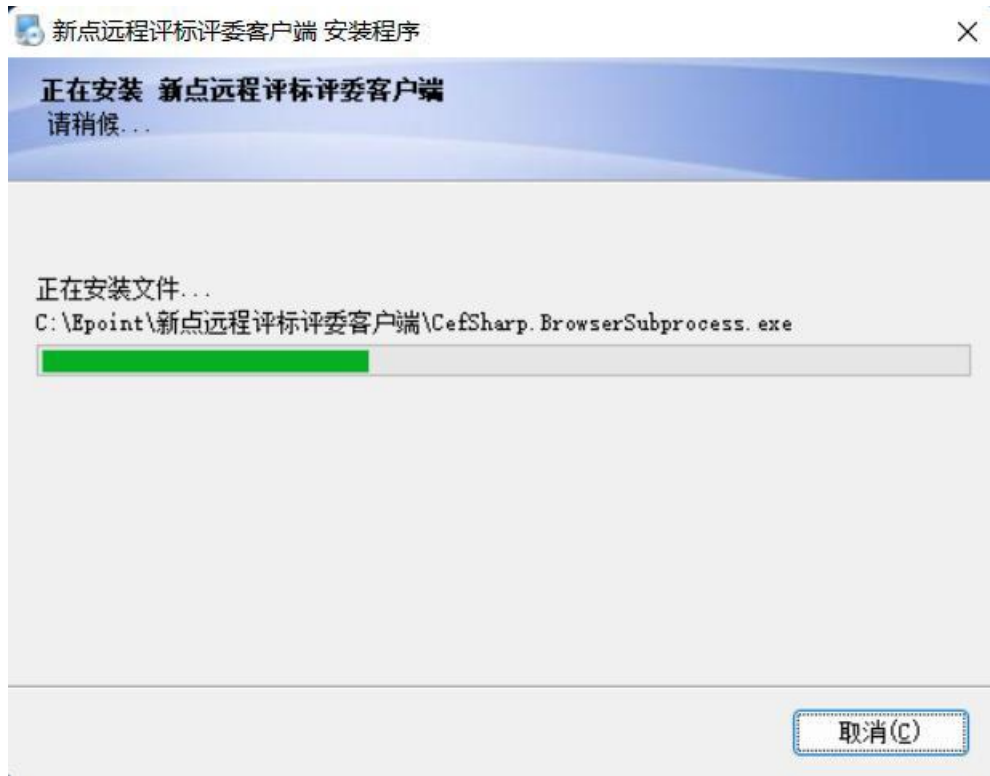 新点远程评标评委客户端 安装程序
正在安装 新点远程评标评委客户端
请稍候...
正在安装文件...
C:\Epoint\新点远程评标评委客户端\CefSharp.BrowserSubprocess.exe
取消(C)